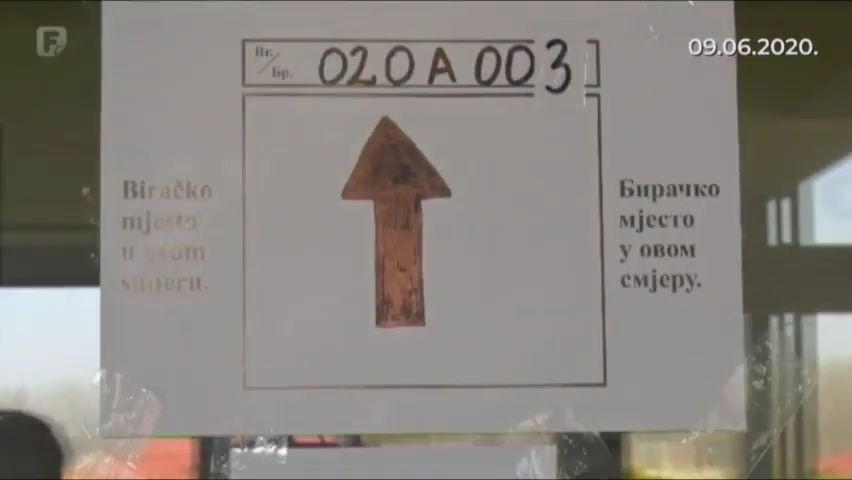 09.06.2020.
Br. / Бр. 020A003
Biračko
mjesto
u ovom
smjeru.
Бирачко
мјесто
у овом
смјеру.